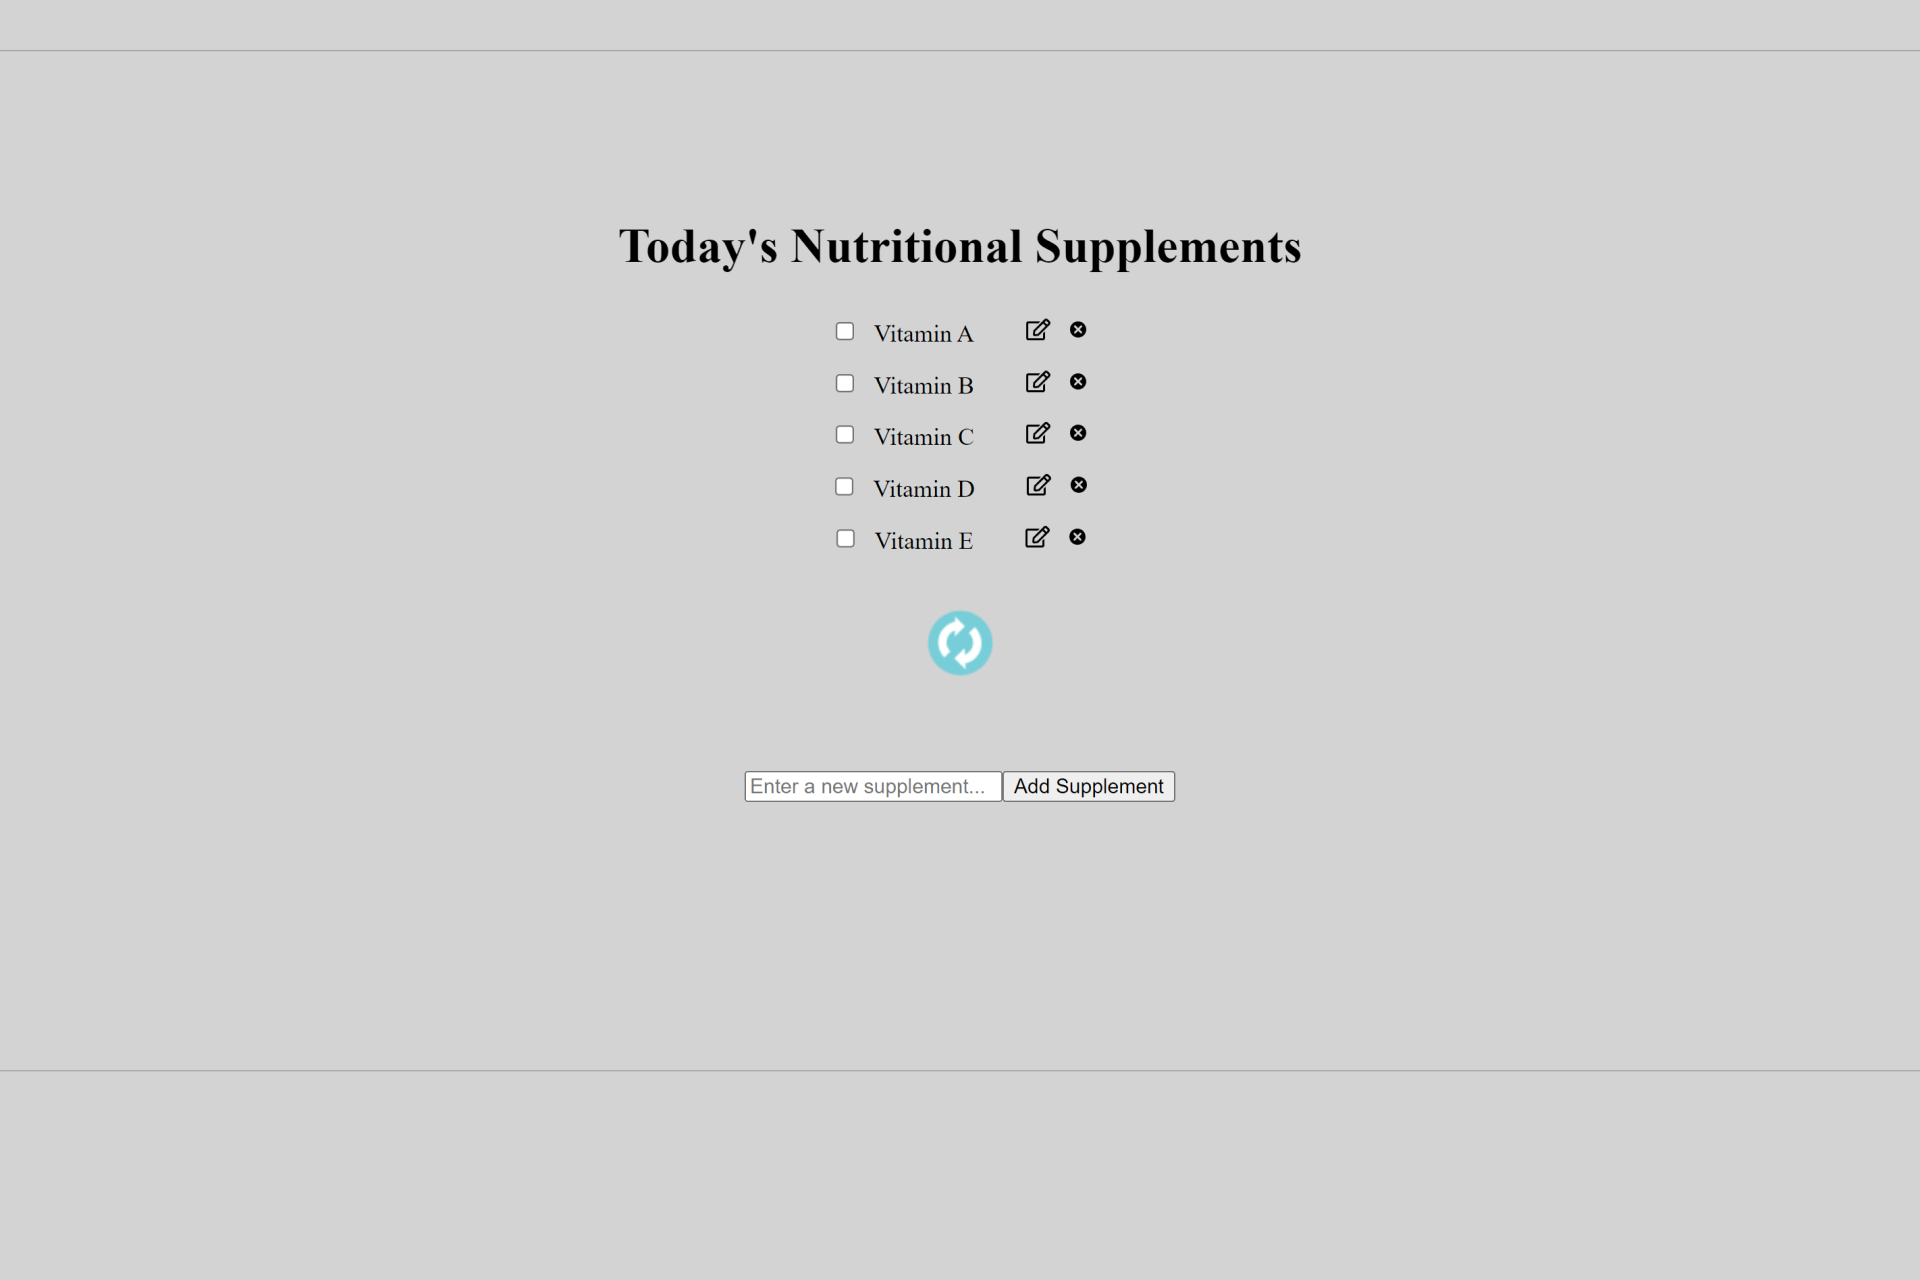 Today's Nutritional Supplements
Vitamin A
Vitamin B
Vitamin C
Vitamin D
Vitamin E
Enter a new supplement... Add Supplement